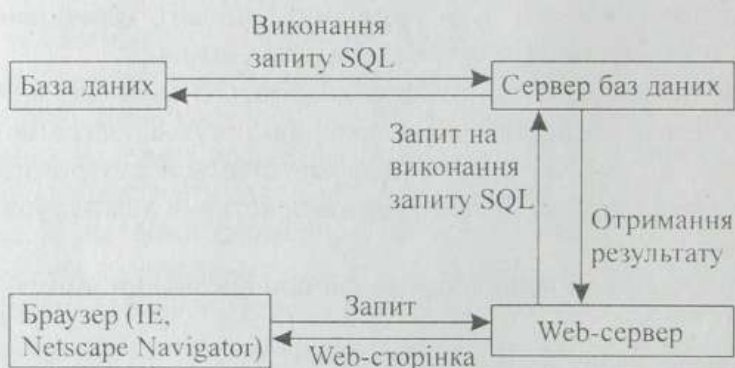 Виконання
запиту SQL
База даних
Сервер баз даних
Запит на
виконання
запиту SQL
Отримання
результату
Браузер (IE,
Netscape Navigator)
Запит
Web-сторінка
Web-сервер